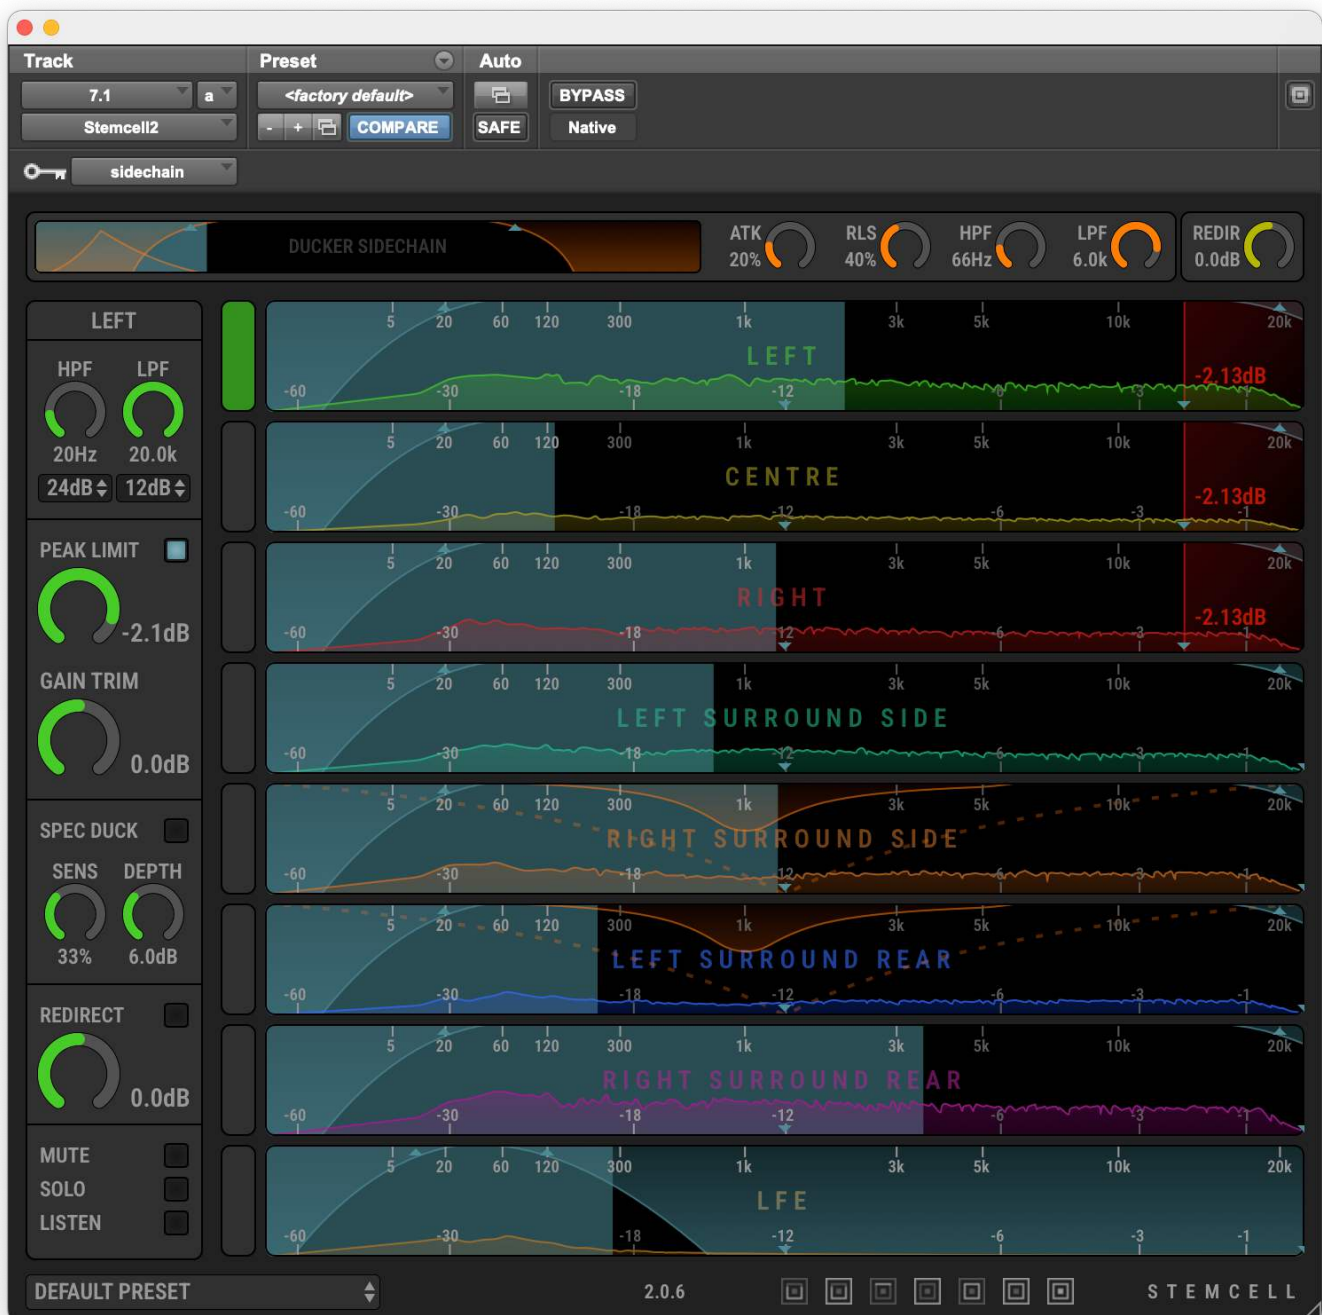 Track Preset Auto
7.1 a <factory default> BYPASS
Stemcell2 - + COMPARE SAFE Native
sidechain
DUCKER SIDECHAIN ATK 20% RLS 40% HPF 66Hz LPF 6.0k REDIR 0.0dB
LEFT
HPF LPF
20Hz 20.0k
24dB 12dB
PEAK LIMIT
-2.1dB
GAIN TRIM
0.0dB
SPEC DUCK
SENS DEPTH
33% 6.0dB
REDIRECT
0.0dB
MUTE
SOLO
LISTEN
5 20 60 120 300 1k 3k 5k 10k 20k
LEFT
-2.13dB
-60 -30 -18 -12 -6 -3 -1
5 20 60 120 300 1k 3k 5k 10k 20k
CENTRE
-2.13dB
-60 -30 -18 -12 -6 -3 -1
5 20 60 120 300 1k 3k 5k 10k 20k
RIGHT
-2.13dB
-60 -30 -18 -12 -6 -3 -1
5 20 60 120 300 1k 3k 5k 10k 20k
LEFT SURROUND SIDE
-60 -30 -18 -12 -6 -3 -1
5 20 60 120 300 1k 3k 5k 10k 20k
RIGHT SURROUND SIDE
-60 -30 -18 -12 -6 -3 -1
5 20 60 120 300 1k 3k 5k 10k 20k
LEFT SURROUND REAR
-60 -30 -18 -12 -6 -3 -1
5 20 60 120 300 1k 3k 5k 10k 20k
RIGHT SURROUND REAR
-60 -30 -18 -12 -6 -3 -1
5 20 60 120 300 1k 3k 5k 10k 20k
LFE
-60 -30 -18 -12 -6 -3 -1
DEFAULT PRESET 2.0.6 STEMCELL